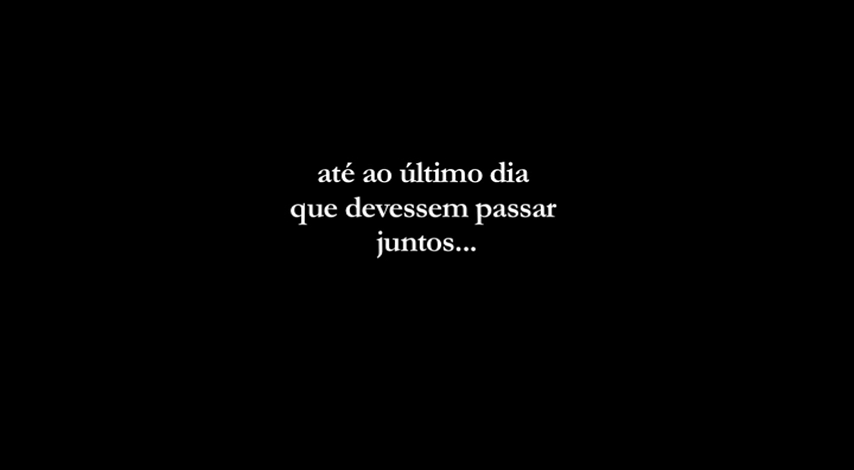 até ao último dia
que devessem passar
juntos...